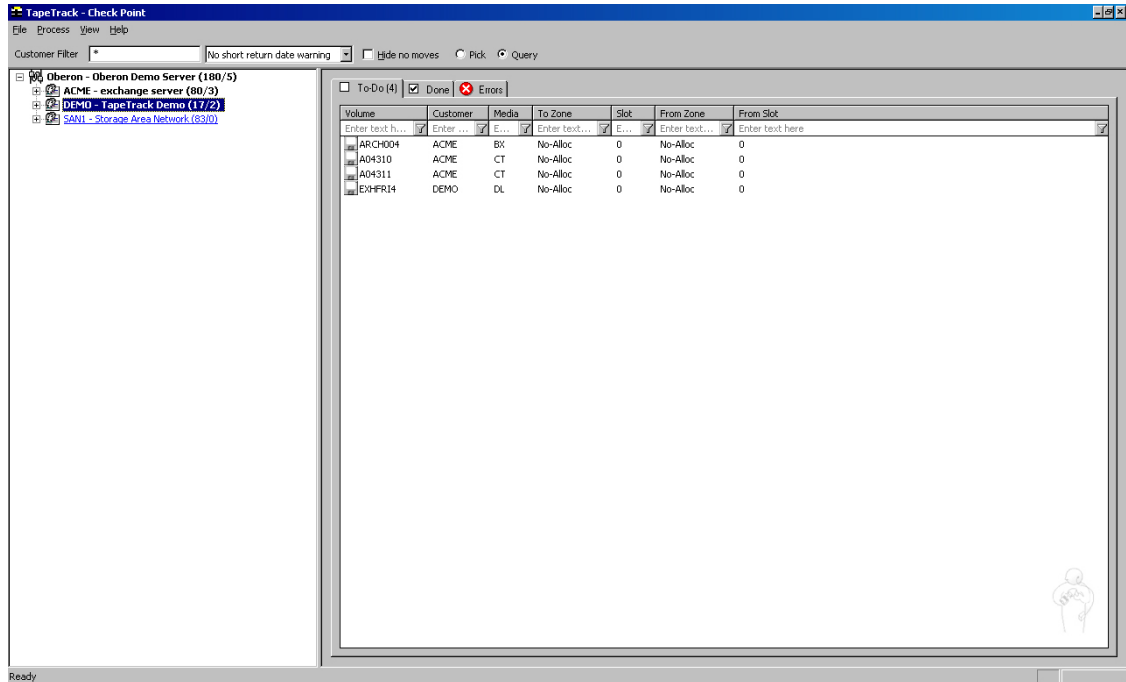 TapeTrack - Check Point
File Process View Help
Customer Filter * No short return date warning Hide no moves Pick Query
Oberon - Oberon Demo Server (180/5)
ACME - exchange server (80/3)
DEMO - TapeTrack Demo (17/2)
SAN1 - Storage Area Network (83/0)
To-Do (4) Done Errors
Volume Customer Media To Zone Slot From Zone From Slot
Enter text h... Enter ... E... Enter text... E... Enter text... Enter text here
ARCH004 ACME BX No-Alloc 0 No-Alloc 0
A04310 ACME CT No-Alloc 0 No-Alloc 0
A04311 ACME CT No-Alloc 0 No-Alloc 0
EXHFRI4 DEMO DL No-Alloc 0 No-Alloc 0
Ready